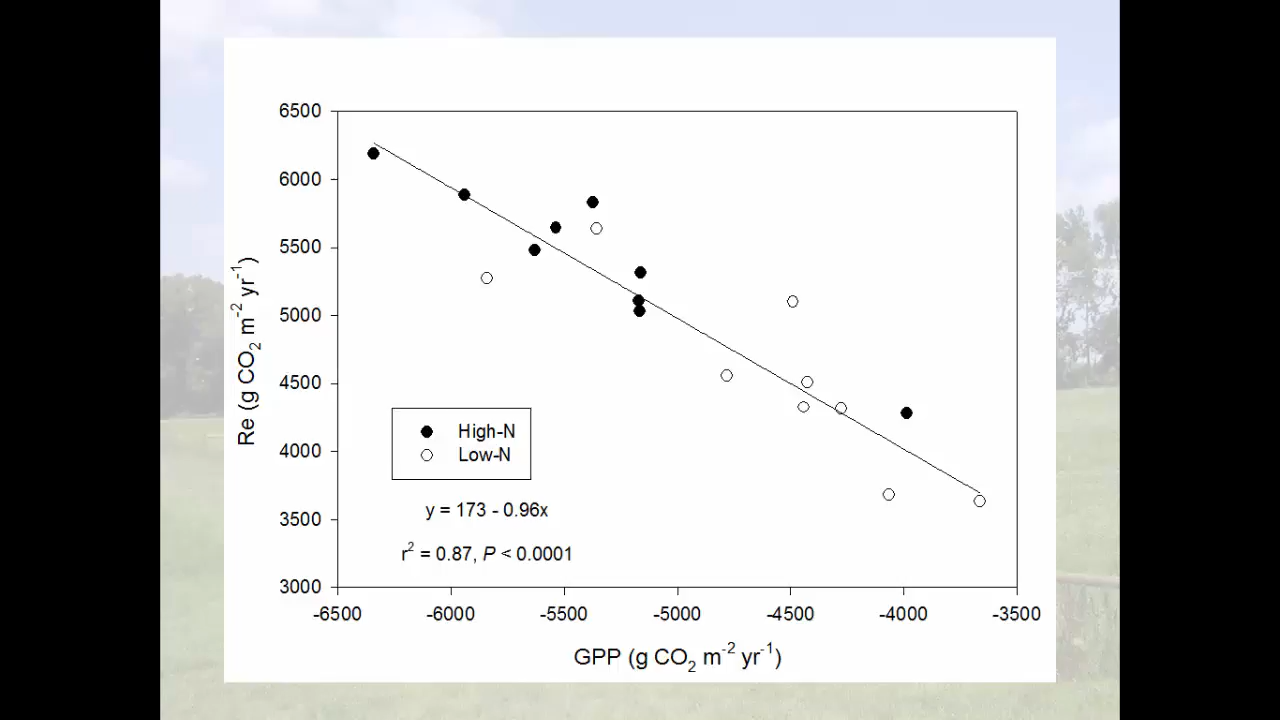 6500
6000
5500
5000
4500
4000
3500
3000
Re (g CO₂ m⁻² yr⁻¹)
High-N
Low-N
y = 173 - 0.96x
r² = 0.87, P < 0.0001
-6500 -6000 -5500 -5000 -4500 -4000 -3500
GPP (g CO₂ m⁻² yr⁻¹)